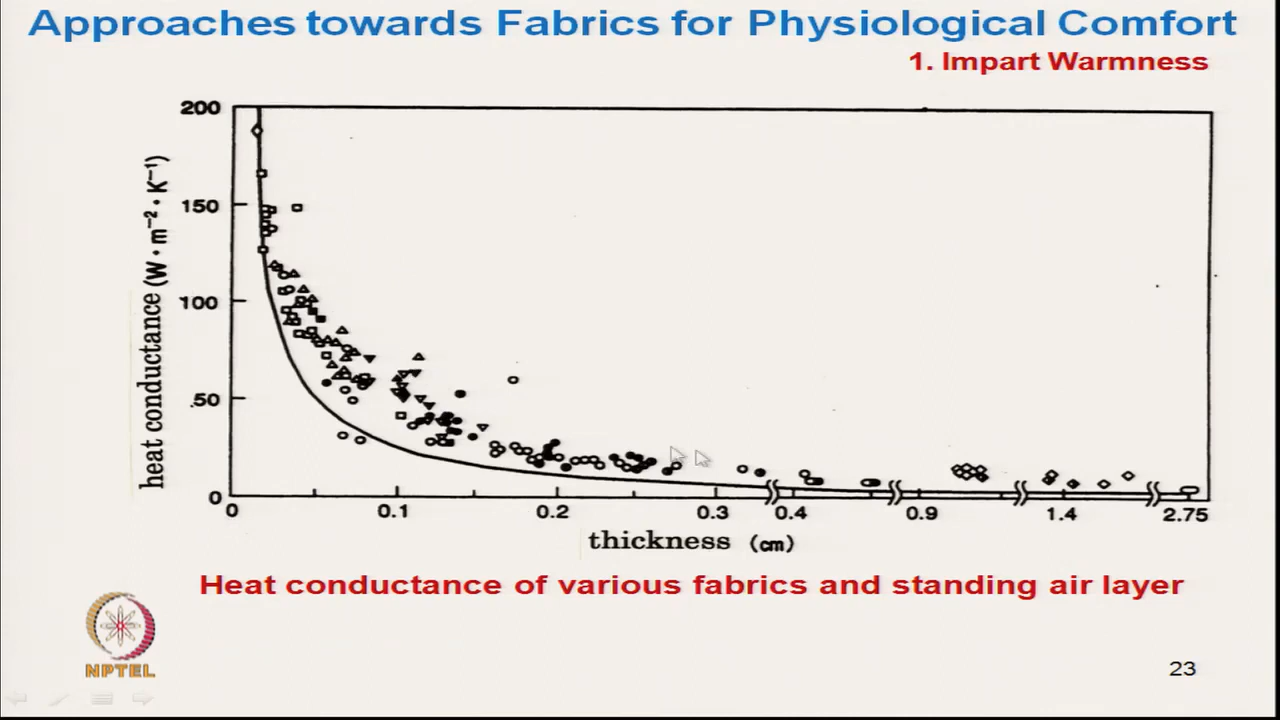 Approaches towards Fabrics for Physiological Comfort
1. Impart Warmness
200
150
100
50
0
heat conductance (W・m⁻²・K⁻¹)
0 0.1 0.2 0.3 0.4 0.9 1.4 2.75
thickness (cm)
Heat conductance of various fabrics and standing air layer
NPTEL
23